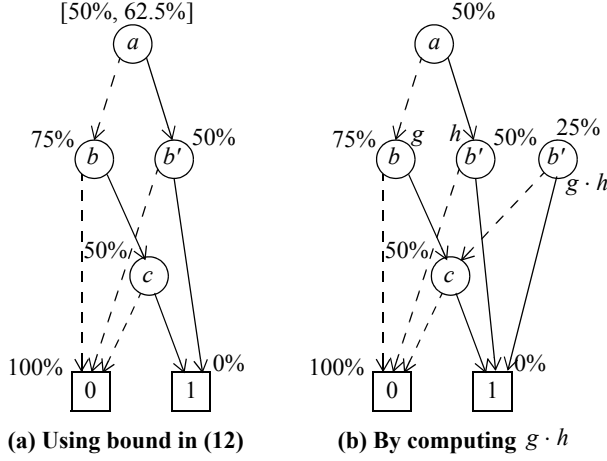 [50%, 62.5%]
a
75%
b
b'
50%
50%
c
100%
0
1
0%
(a) Using bound in (12)
50%
a
75%
b
g
h
b'
50%
25%
b'
g · h
50%
c
100%
0
1
0%
(b) By computing g · h